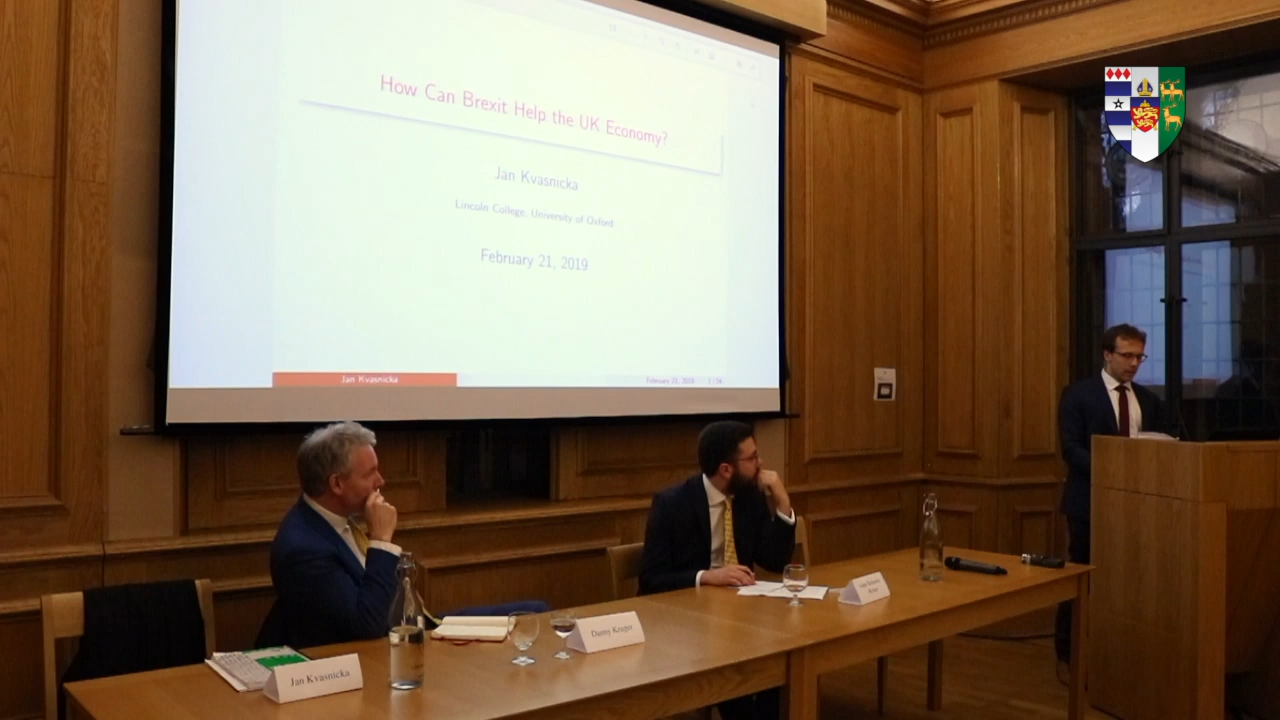 How Can Brexit Help the UK Economy?
Jan Kvasnicka
Lincoln College, University of Oxford
February 21, 2019
Jan Kvasnicka
February 21, 2019
Jan Kvasnicka
Danny Kruger